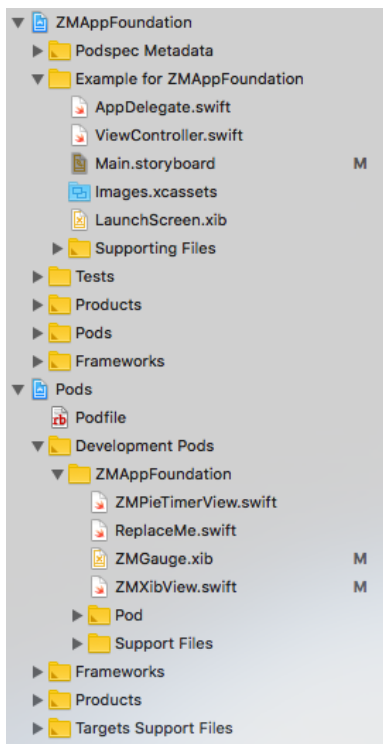 ZMAppFoundation
Podspec Metadata
Example for ZMAppFoundation
AppDelegate.swift
ViewController.swift
Main.storyboard M
Images.xcassets
LaunchScreen.xib
Supporting Files
Tests
Products
Pods
Frameworks
Pods
rb Podfile
Development Pods
ZMAppFoundation
ZMPieTimerView.swift
ReplaceMe.swift
ZMGauge.xib M
ZMXibView.swift M
Pod
Support Files
Frameworks
Products
Targets Support Files